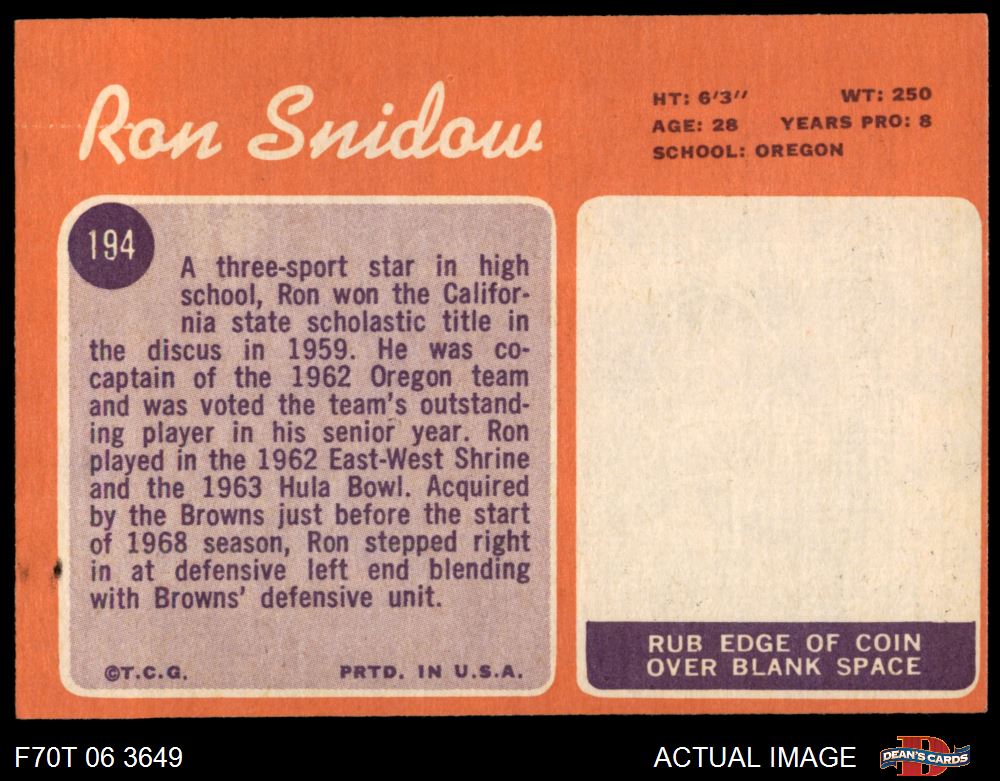 Ron Snidow
HT: 6'3" WT: 250
AGE: 28 YEARS PRO: 8
SCHOOL: OREGON
194
A three-sport star in high
school, Ron won the Califor-
nia state scholastic title in
the discus in 1959. He was co-
captain of the 1962 Oregon team
and was voted the team's outstand-
ing player in his senior year. Ron
played in the 1962 East-West Shrine
and the 1963 Hula Bowl. Acquired
by the Browns just before the start
of 1968 season, Ron stepped right
in at defensive left end blending
with Browns' defensive unit.
©T.C.G. PRTD. IN U.S.A.
RUB EDGE OF COIN
OVER BLANK SPACE
F70T 06 3649 ACTUAL IMAGE
D
DEAN'S CARDS